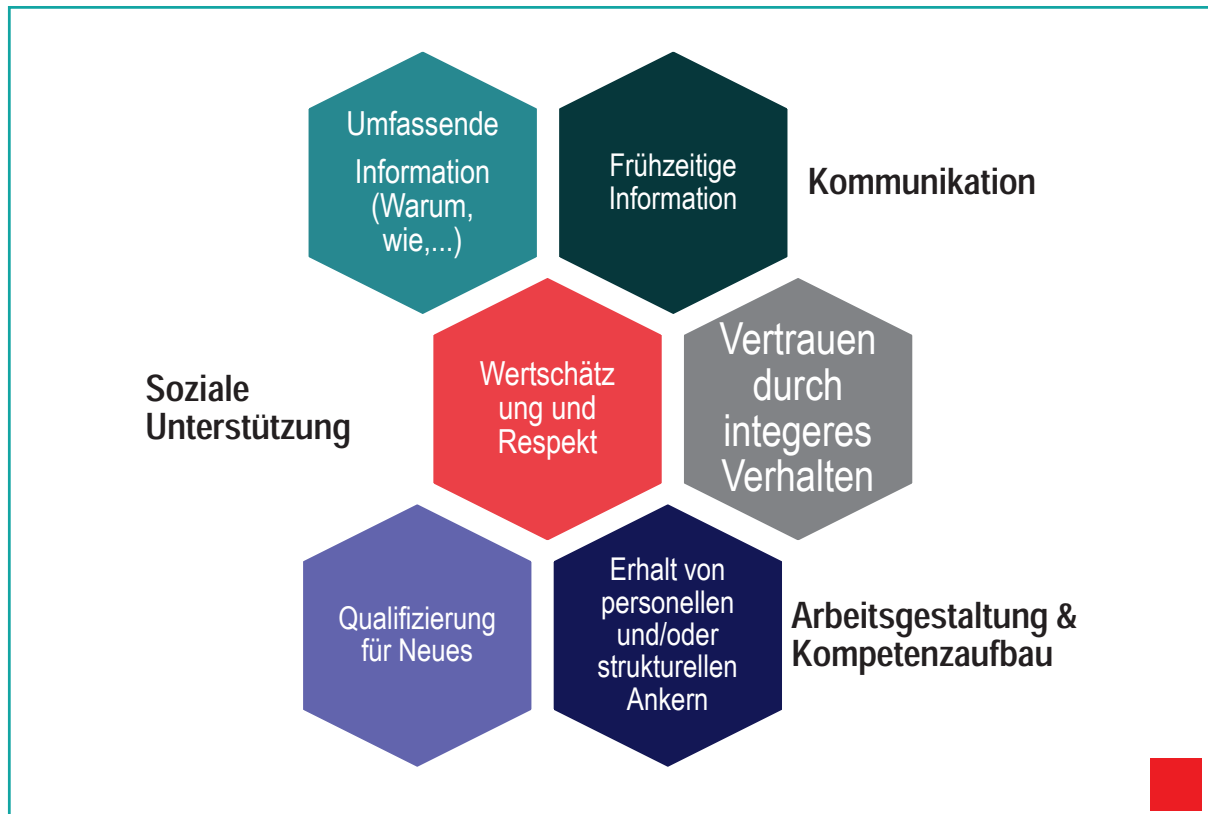 Umfassende
Information
(Warum,
wie,...)
Frühzeitige
Information
Kommunikation
Soziale
Unterstützung
Wertschätz
ung und
Respekt
Vertrauen
durch
integeres
Verhalten
Qualifizierung
für Neues
Erhalt von
personellen
und/oder
strukturellen
Ankern
Arbeitsgestaltung &
Kompetenzaufbau